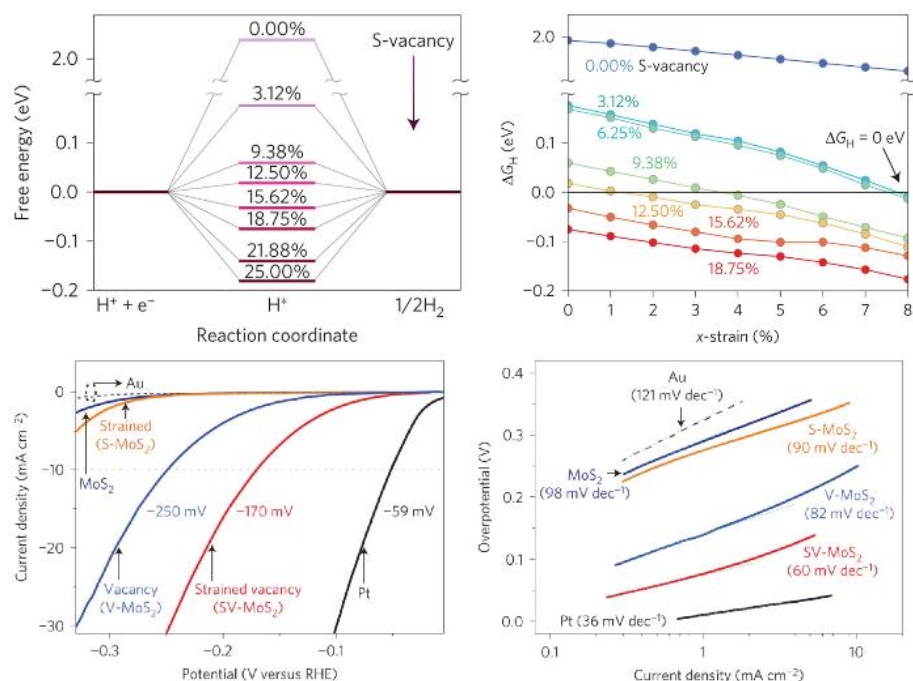 Free energy (eV)
2.0
0.1
0.0
−0.1
−0.2
0.00%
3.12%
9.38%
12.50%
15.62%
18.75%
21.88%
25.00%
S-vacancy
H⁺ + e⁻
H*
1/2H₂
Reaction coordinate
ΔG_H (eV)
2.0
0.1
0.0
−0.1
−0.2
0.00% S-vacancy
3.12%
6.25%
9.38%
12.50%
15.62%
18.75%
ΔG_H = 0 eV
0 1 2 3 4 5 6 7 8
x-strain (%)
Current density (mA cm⁻²)
0
−10
−20
−30
Au
Strained
(S-MoS₂)
MoS₂
−250 mV
−170 mV
−59 mV
Vacancy
(V-MoS₂)
Strained vacancy
(SV-MoS₂)
Pt
−0.3 −0.2 −0.1
Potential (V versus RHE)
Overpotential (V)
0.4
0.3
0.2
0.1
0.0
Au
(121 mV dec⁻¹)
S-MoS₂
(90 mV dec⁻¹)
MoS₂
(98 mV dec⁻¹)
V-MoS₂
(82 mV dec⁻¹)
SV-MoS₂
(60 mV dec⁻¹)
Pt (36 mV dec⁻¹)
0.1 1 10
Current density (mA cm⁻²)